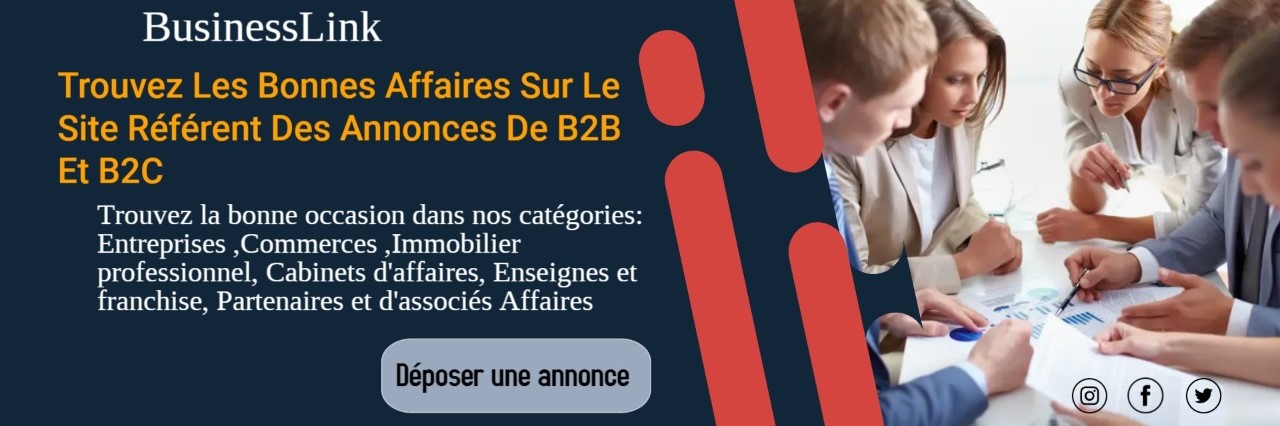 BusinessLink
Trouvez Les Bonnes Affaires Sur Le
Site Référent Des Annonces De B2B
Et B2C
Trouvez la bonne occasion dans nos catégories:
Entreprises ,Commerces ,Immobilier
professionnel, Cabinets d'affaires, Enseignes et
franchise, Partenaires et d'associés Affaires
Déposer une annonce